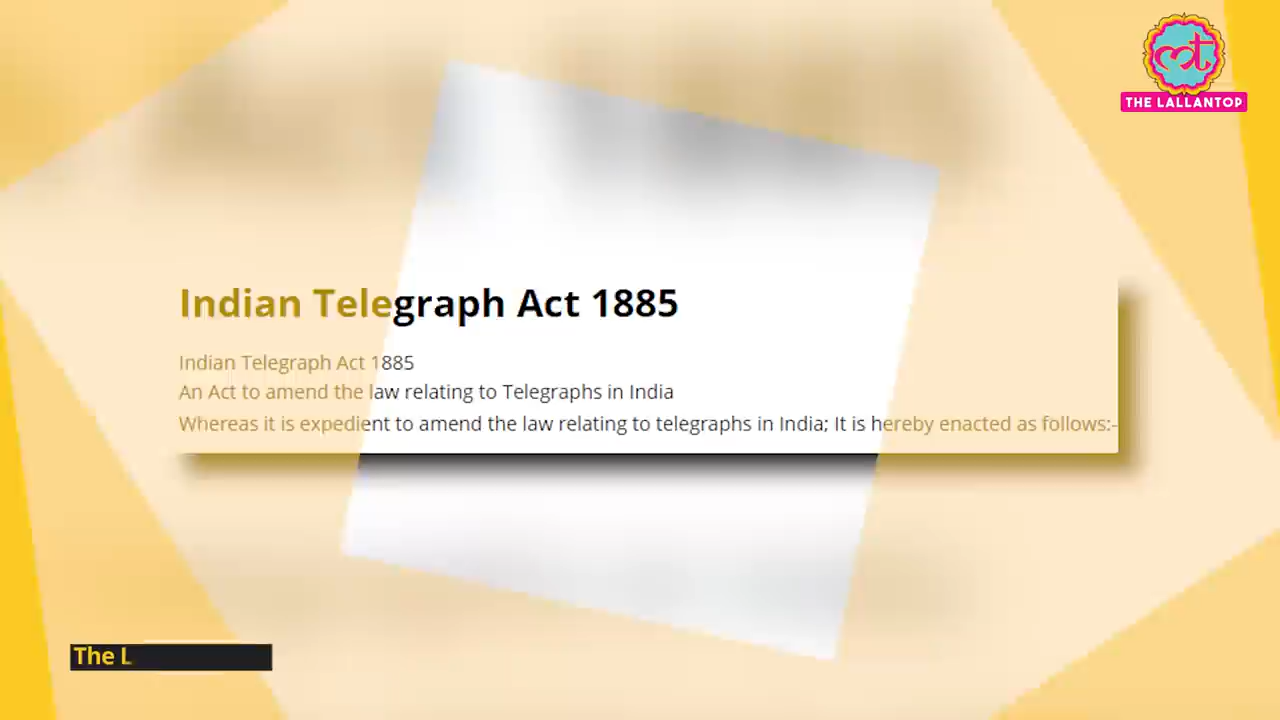 THE LALLANTOP
Indian Telegraph Act 1885
Indian Telegraph Act 1885
An Act to amend the law relating to Telegraphs in India
Whereas it is expedient to amend the law relating to telegraphs in India; It is hereby enacted as follows:-
The L